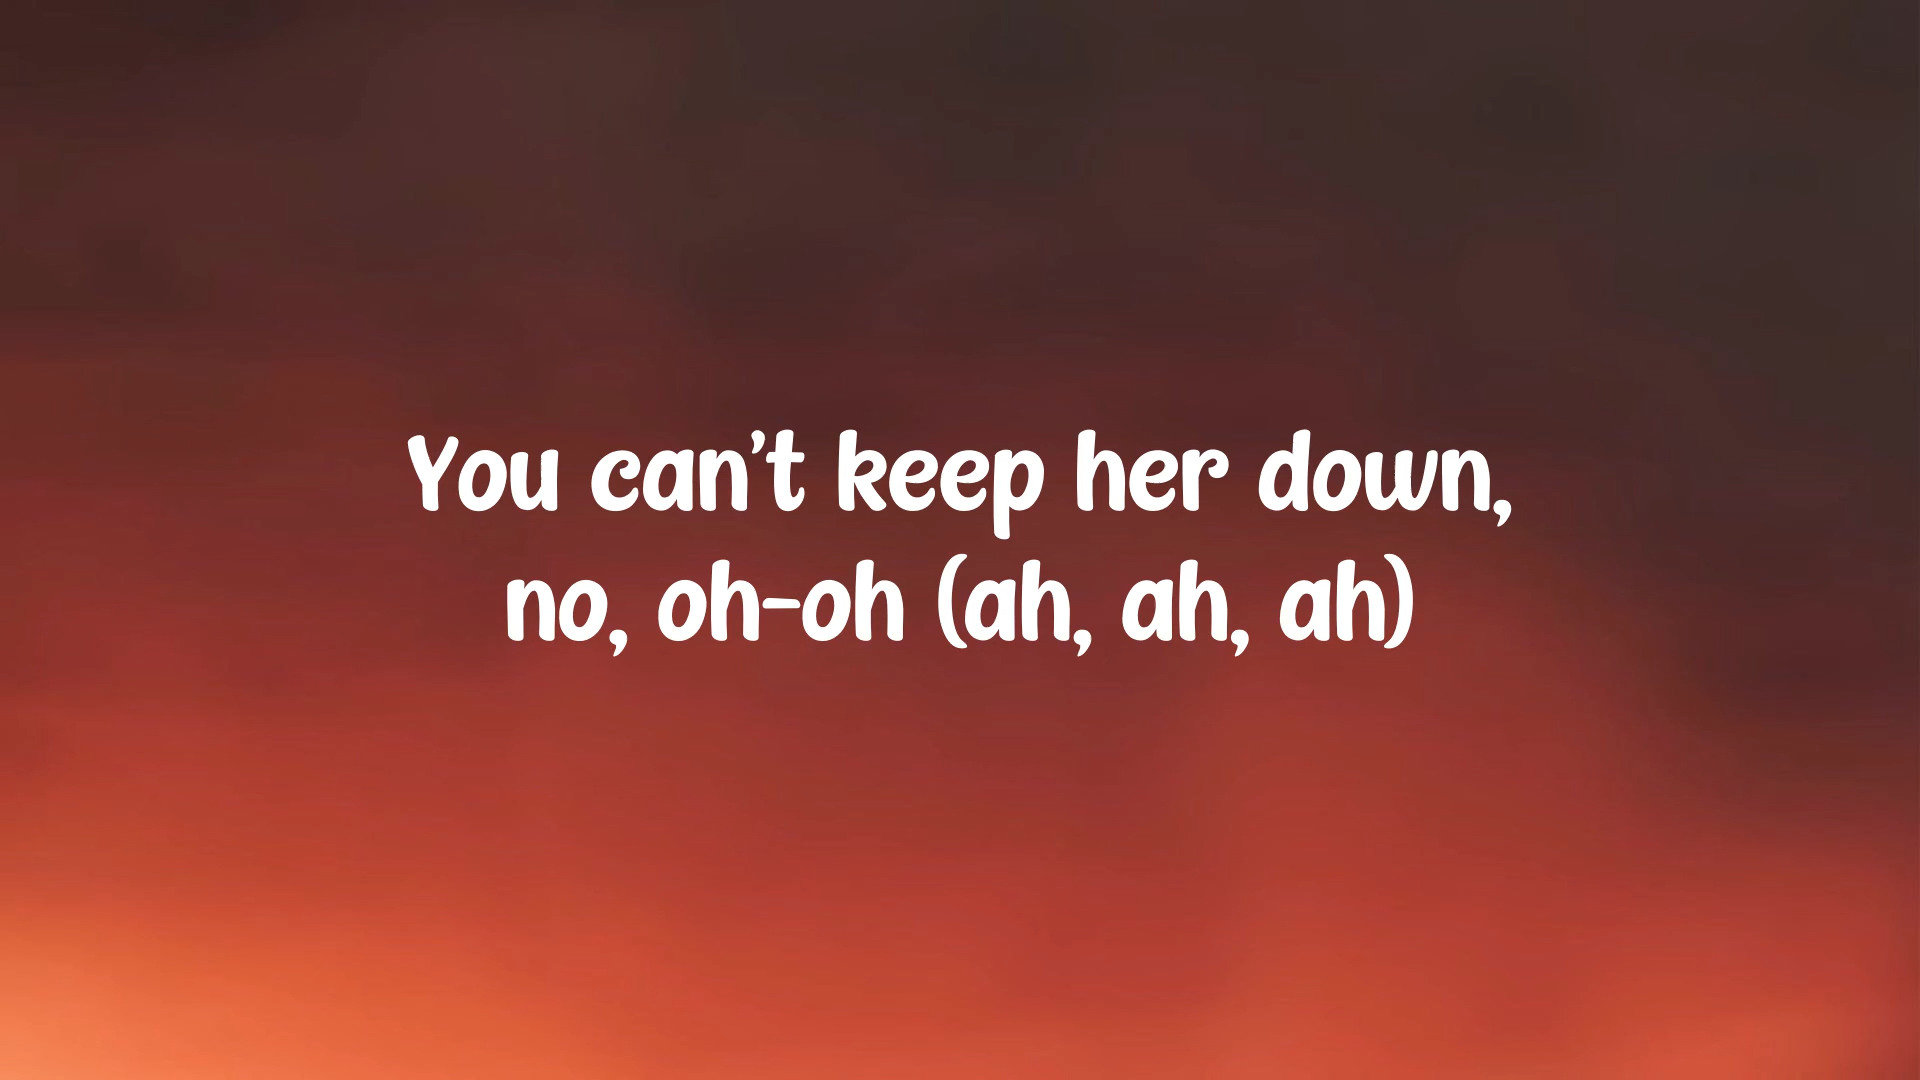 You can’t keep her down,
no, oh-oh (ah, ah, ah)